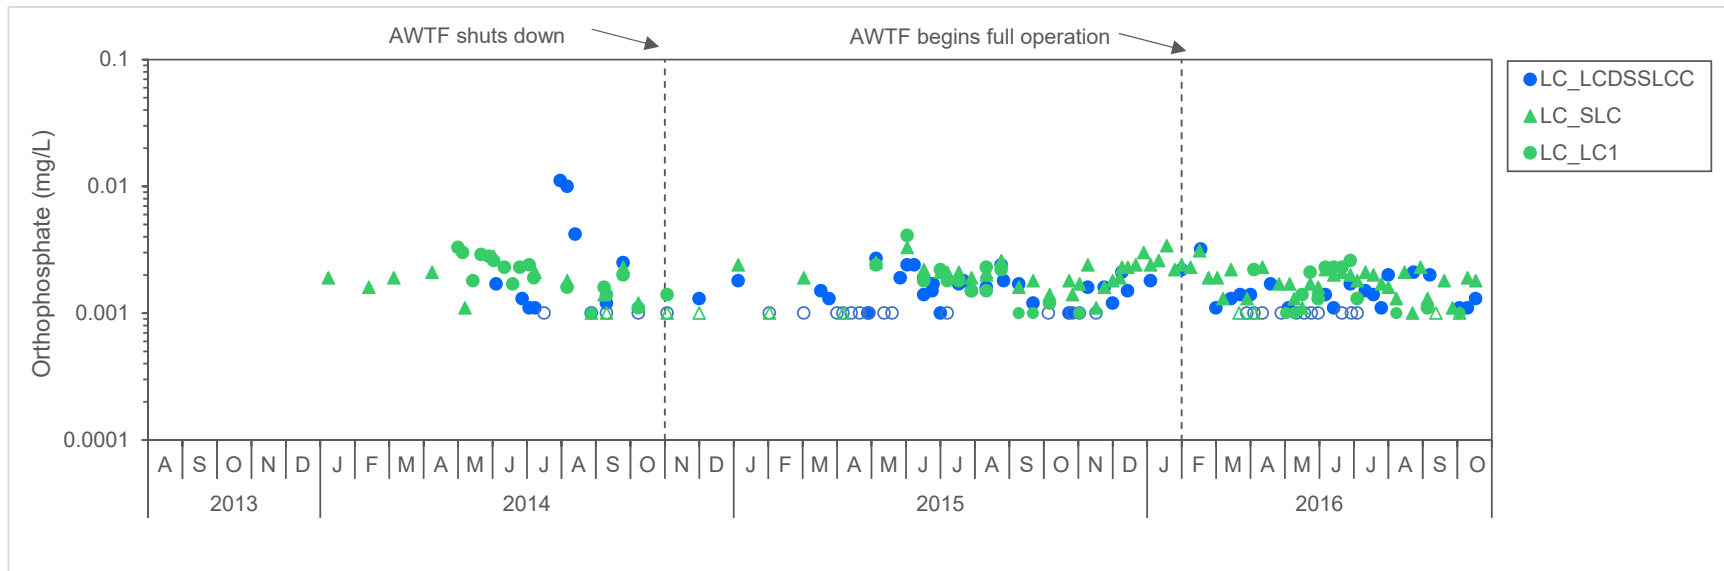 AWTF shuts down
AWTF begins full operation
0.1
0.01
0.001
0.0001
Orthophosphate (mg/L)
LC_LCDSSLCC
LC_SLC
LC_LC1
A S O N D J F M A M J J A S O N D J F M A M J J A S O N D J F M A M J J A S O
2013 2014 2015 2016